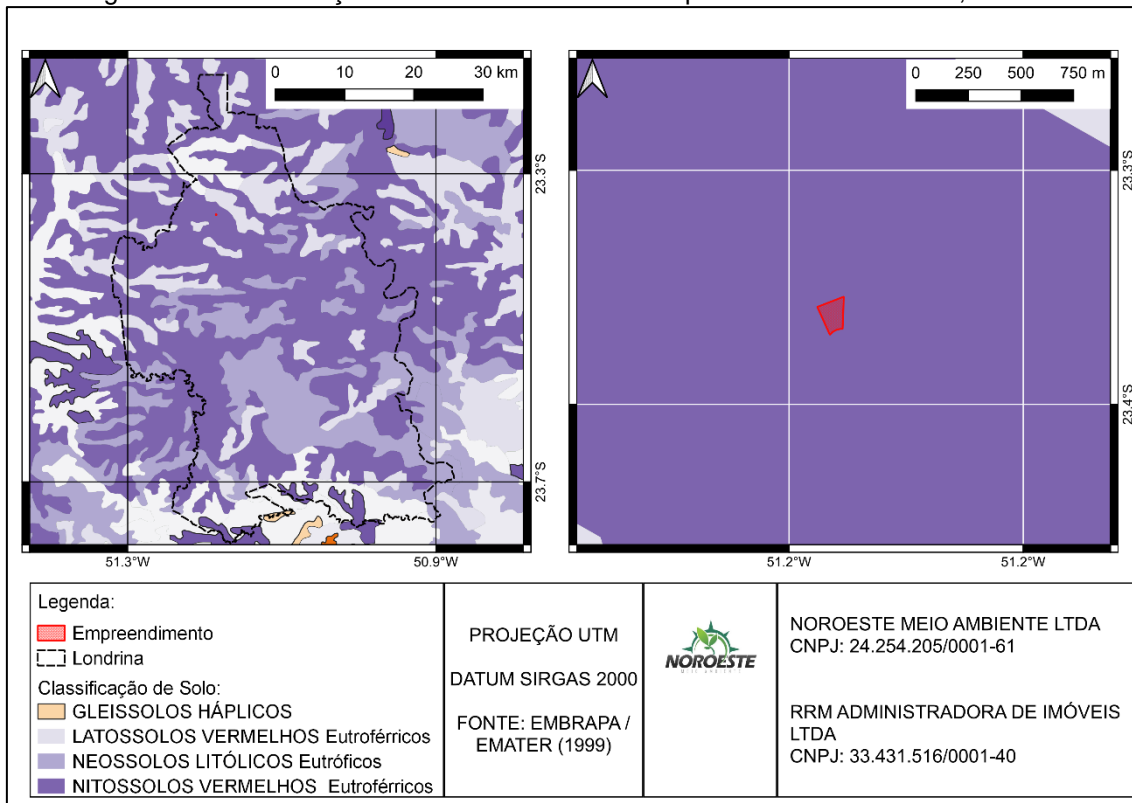 0 10 20 30 km
0 250 500 750 m
23.3°S
23.7°S
51.3°W
50.9°W
23.3°S
23.4°S
51.2°W
51.2°W
Legenda:
Empreendimento
Londrina
Classificação de Solo:
GLEISSOLOS HÁPLICOS
LATOSSOLOS VERMELHOS Eutroférricos
NEOSSOLOS LITÓLICOS Eutróficos
NITOSSOLOS VERMELHOS Eutroférricos
PROJEÇÃO UTM
DATUM SIRGAS 2000
FONTE: EMBRAPA /
EMATER (1999)
NOROESTE
NOROESTE MEIO AMBIENTE LTDA
CNPJ: 24.254.205/0001-61
RRM ADMINISTRADORA DE IMÓVEIS
LTDA
CNPJ: 33.431.516/0001-40